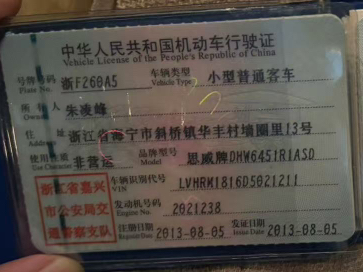 中华人民共和国机动车行驶证
Vehicle License of the People's Republic of China
号牌号码 浙F260A5 车辆类型 小型普通客车
Plate No. Vehicle Type
所有人 朱凌峰
Owner
住址 浙江省海宁市斜桥镇华丰村墙圈里13号
Address
使用性质 非营运 品牌型号 思威牌DHW6451R1ASD
Use Character Model
浙江省嘉兴
市公安局交
通警察支队
车辆识别代号 LVHRM1816D5021211
VIN
发动机号码 2021238
Engine No.
注册日期 2013-08-05 发证日期 2013-08-05
Register Date Issue Date